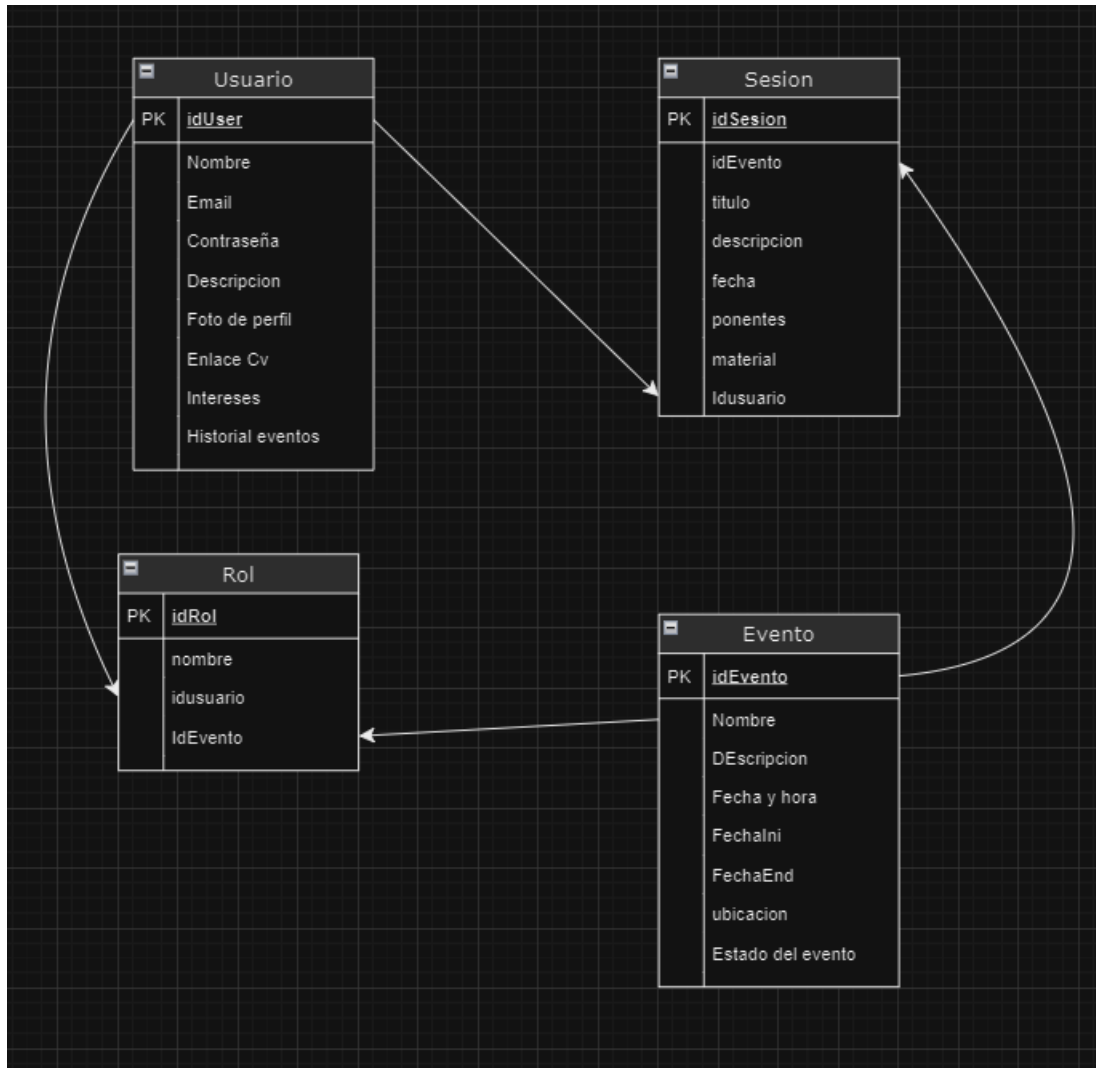 Usuario
PK idUser
Nombre
Email
Contraseña
Descripcion
Foto de perfil
Enlace Cv
Intereses
Historial eventos
Sesion
PK idSesion
idEvento
titulo
descripcion
fecha
ponentes
material
Idusuario
Rol
PK idRol
nombre
idusuario
IdEvento
Evento
PK idEvento
Nombre
DEscripcion
Fecha y hora
FechaIni
FechaEnd
ubicacion
Estado del evento